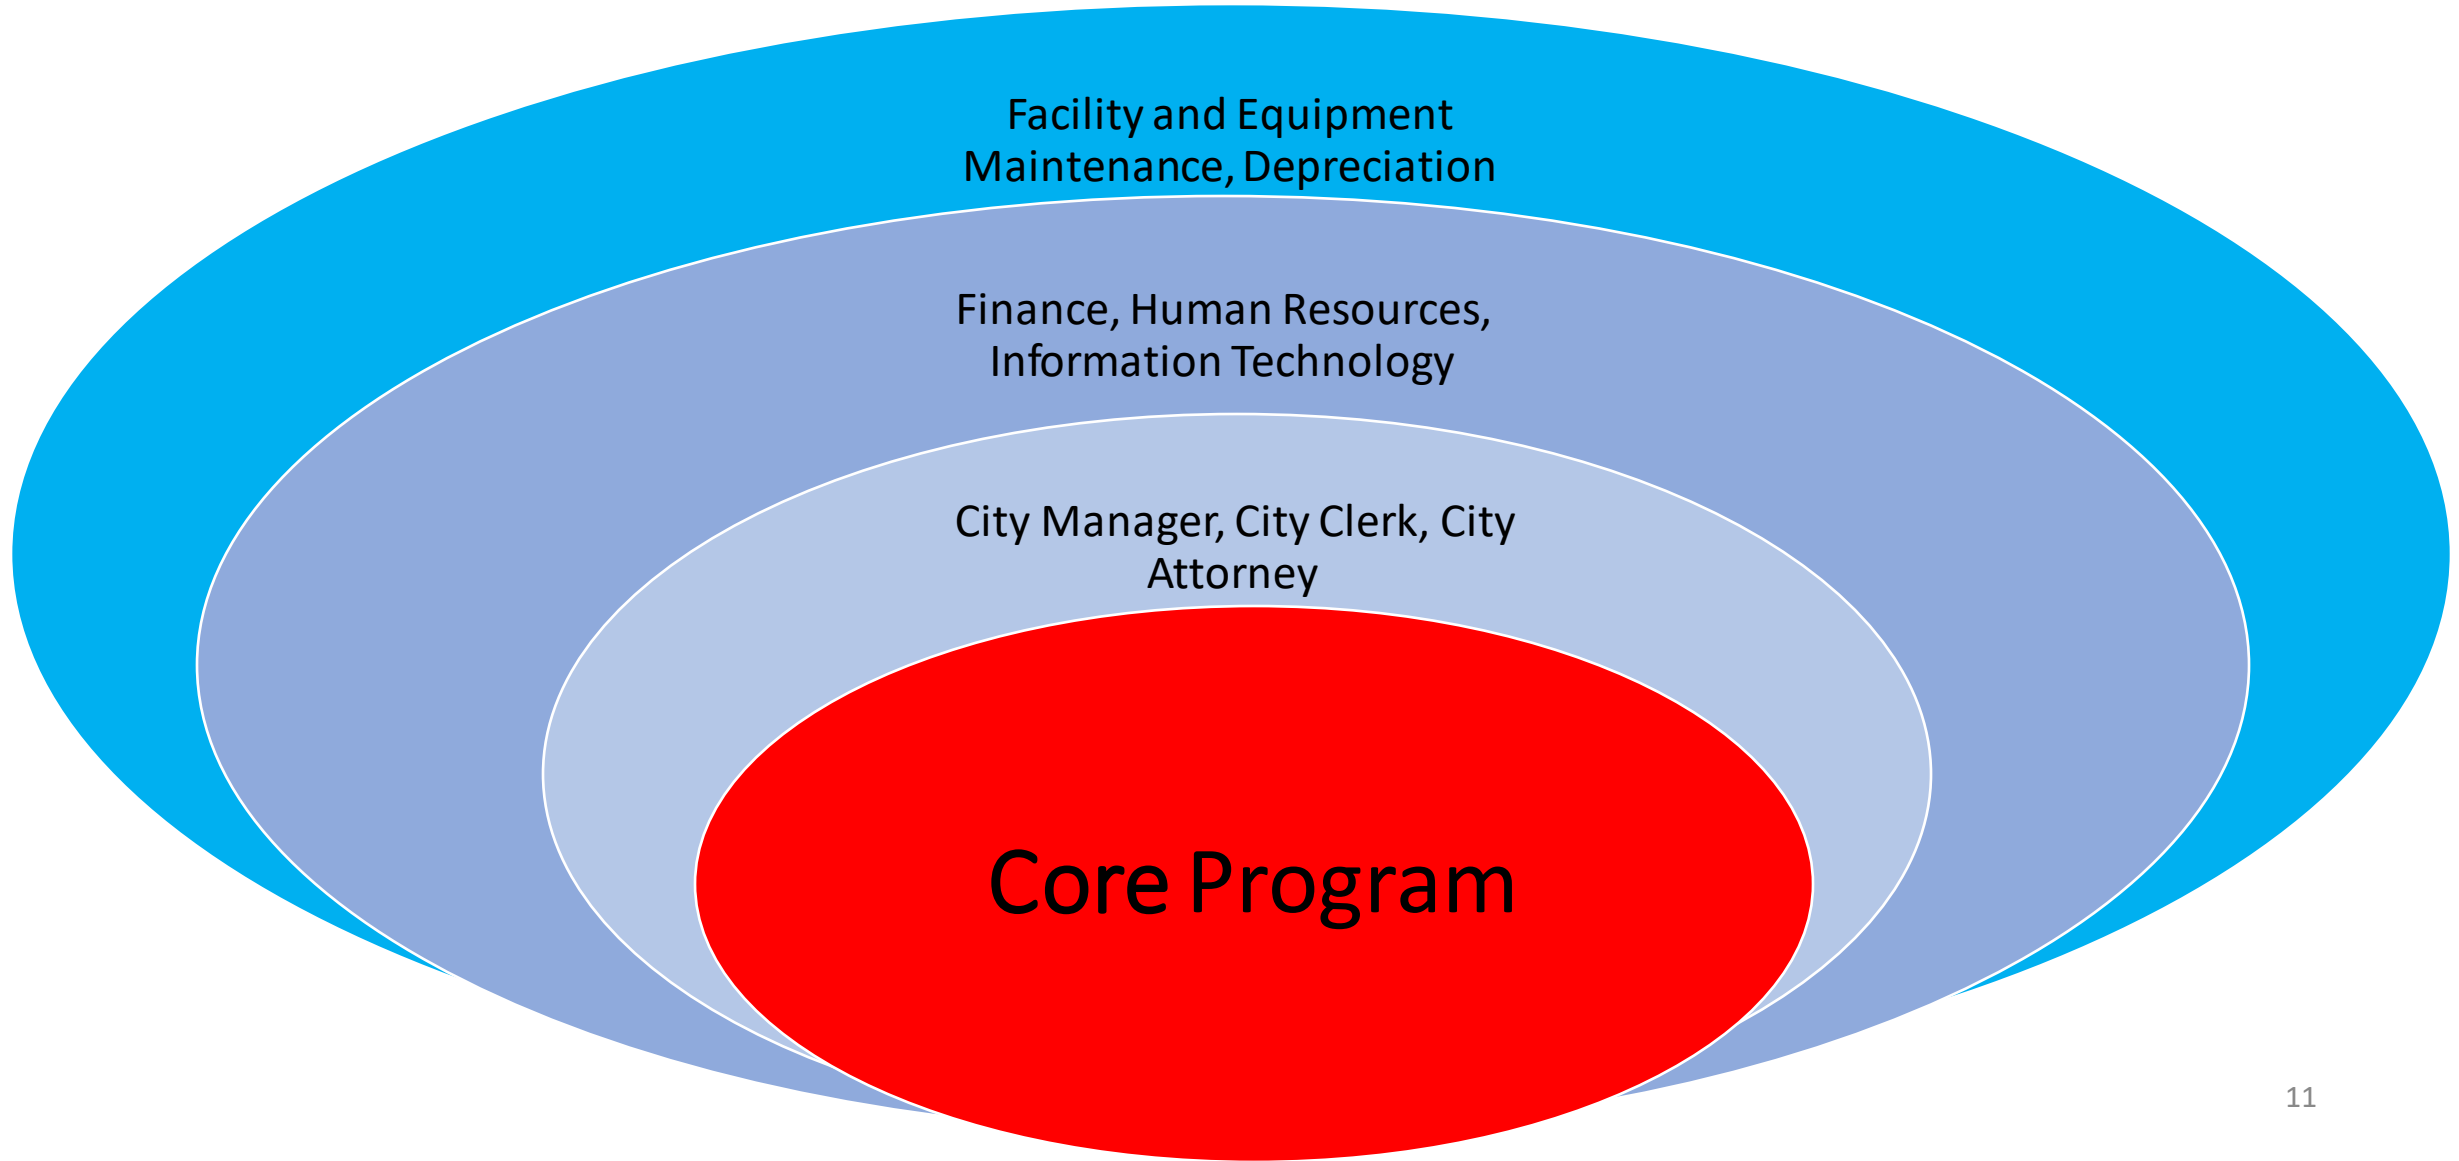 Facility and Equipment
Maintenance, Depreciation
Finance, Human Resources,
Information Technology
City Manager, City Clerk, City
Attorney
Core Program
11